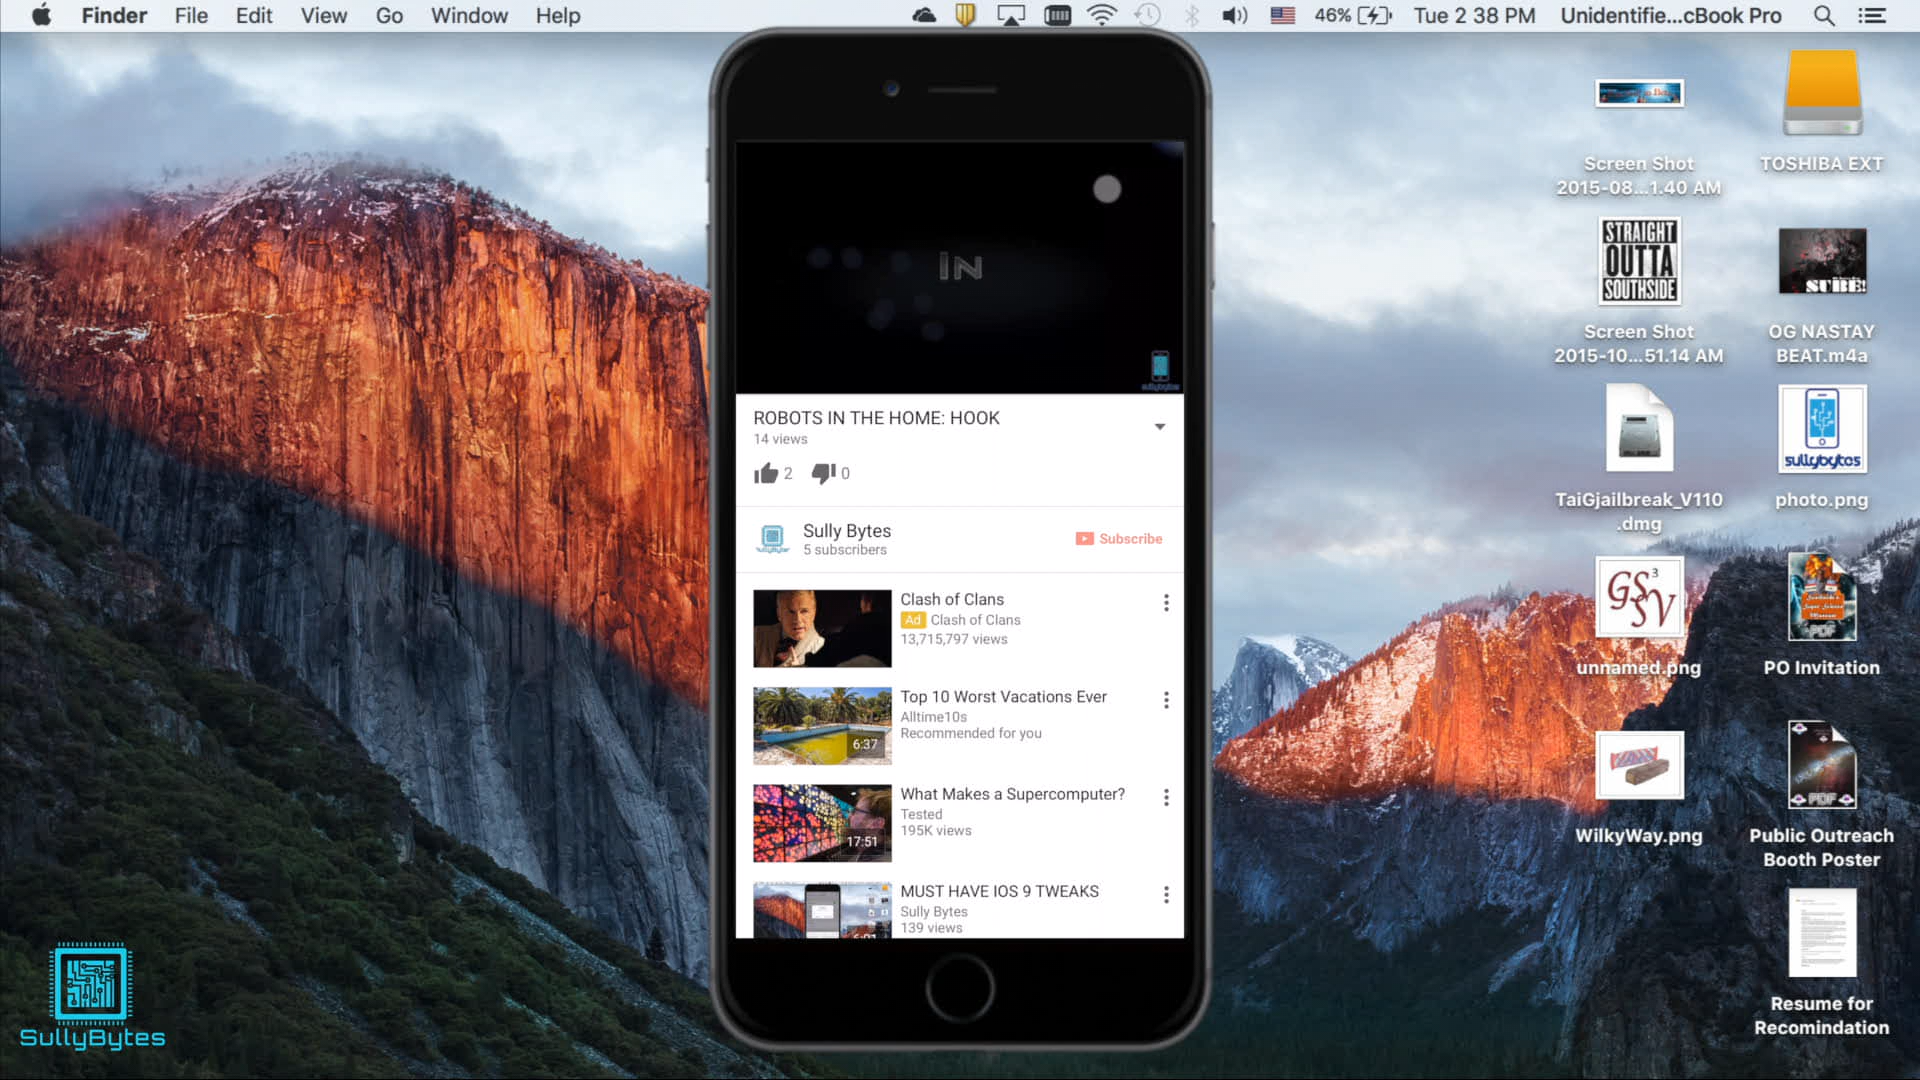 Finder File Edit View Go Window Help 46% Tue 2 38 PM Unidentifie...cBook Pro
IN
sullybytes
ROBOTS IN THE HOME: HOOK
14 views
2 0
Sully Bytes
5 subscribers
Subscribe
Clash of Clans
Ad Clash of Clans
13,715,797 views
Top 10 Worst Vacations Ever
Alltime10s
Recommended for you
6:37
What Makes a Supercomputer?
Tested
195K views
17:51
MUST HAVE IOS 9 TWEAKS
Sully Bytes
139 views
Screen Shot
2015-08...1.40 AM
TOSHIBA EXT
STRAIGHT
OUTTA
SOUTHSIDE
Screen Shot
2015-10...51.14 AM
SUBE!
OG NASTAY
BEAT.m4a
TaiGjailbreak_V110
.dmg
sullybytes
photo.png
GS³V
unnamed.png
PDF
PO Invitation
WilkyWay.png
PDF
Public Outreach
Booth Poster
Resume for
Recomindation
SullyBytes